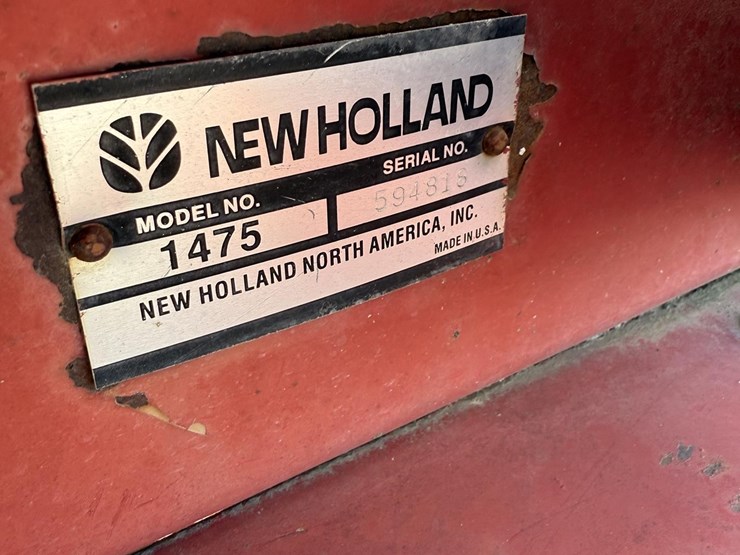 NEW HOLLAND
MODEL NO.
SERIAL NO.
1475
594818
NEW HOLLAND NORTH AMERICA, INC.
MADE IN U.S.A.